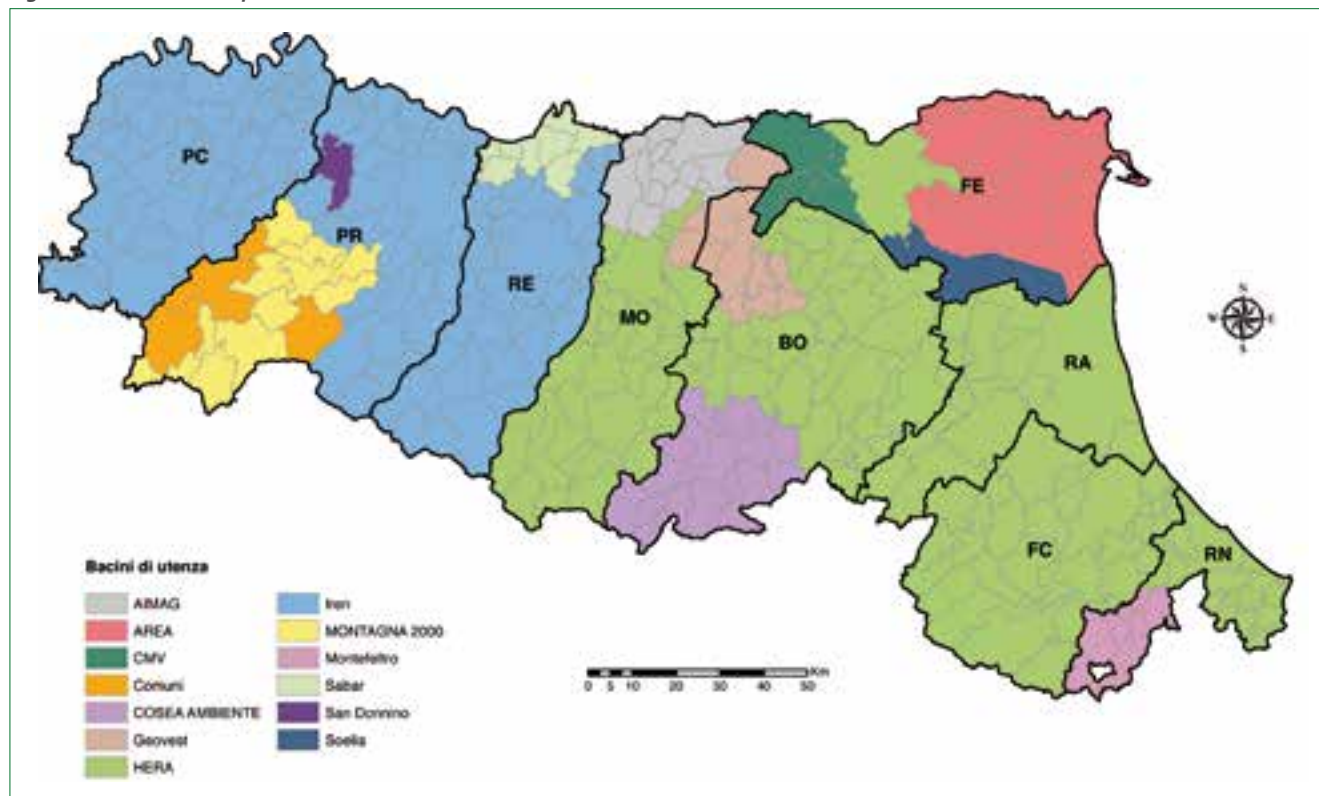 PC
PR
RE
MO
BO
FE
RA
FC
RN
N
W E
S
Bacini di utenza
AIMAG
AREA
CMV
Comuni
COSEA AMBIENTE
Geovest
HERA
Iren
MONTAGNA 2000
Montefeltro
Sabar
San Donnino
Soelia
Km
0 5 10 20 30 40 50